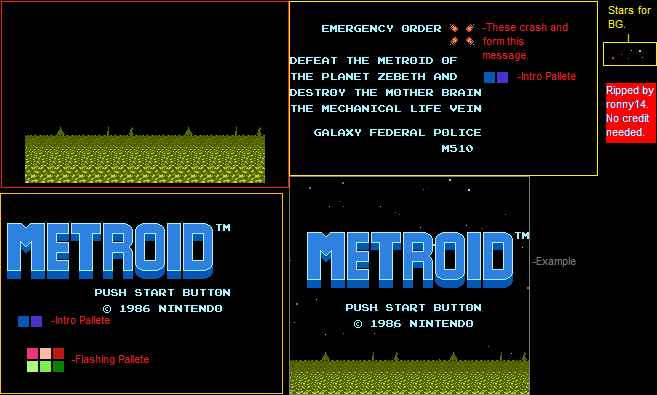 EMERGENCY ORDER
-These crash and
form this
message.
DEFEAT THE METROID OF
THE PLANET ZEBETH AND
DESTROY THE MOTHER BRAIN
THE MECHANICAL LIFE VEIN
-Intro Pallete
GALAXY FEDERAL POLICE
M510
Stars for
BG.
Ripped by
ronny14.
No credit
needed.
METROID™
PUSH START BUTTON
© 1986 NINTENDO
-Intro Pallete
-Flashing Pallete
METROID™
PUSH START BUTTON
© 1986 NINTENDO
-Example